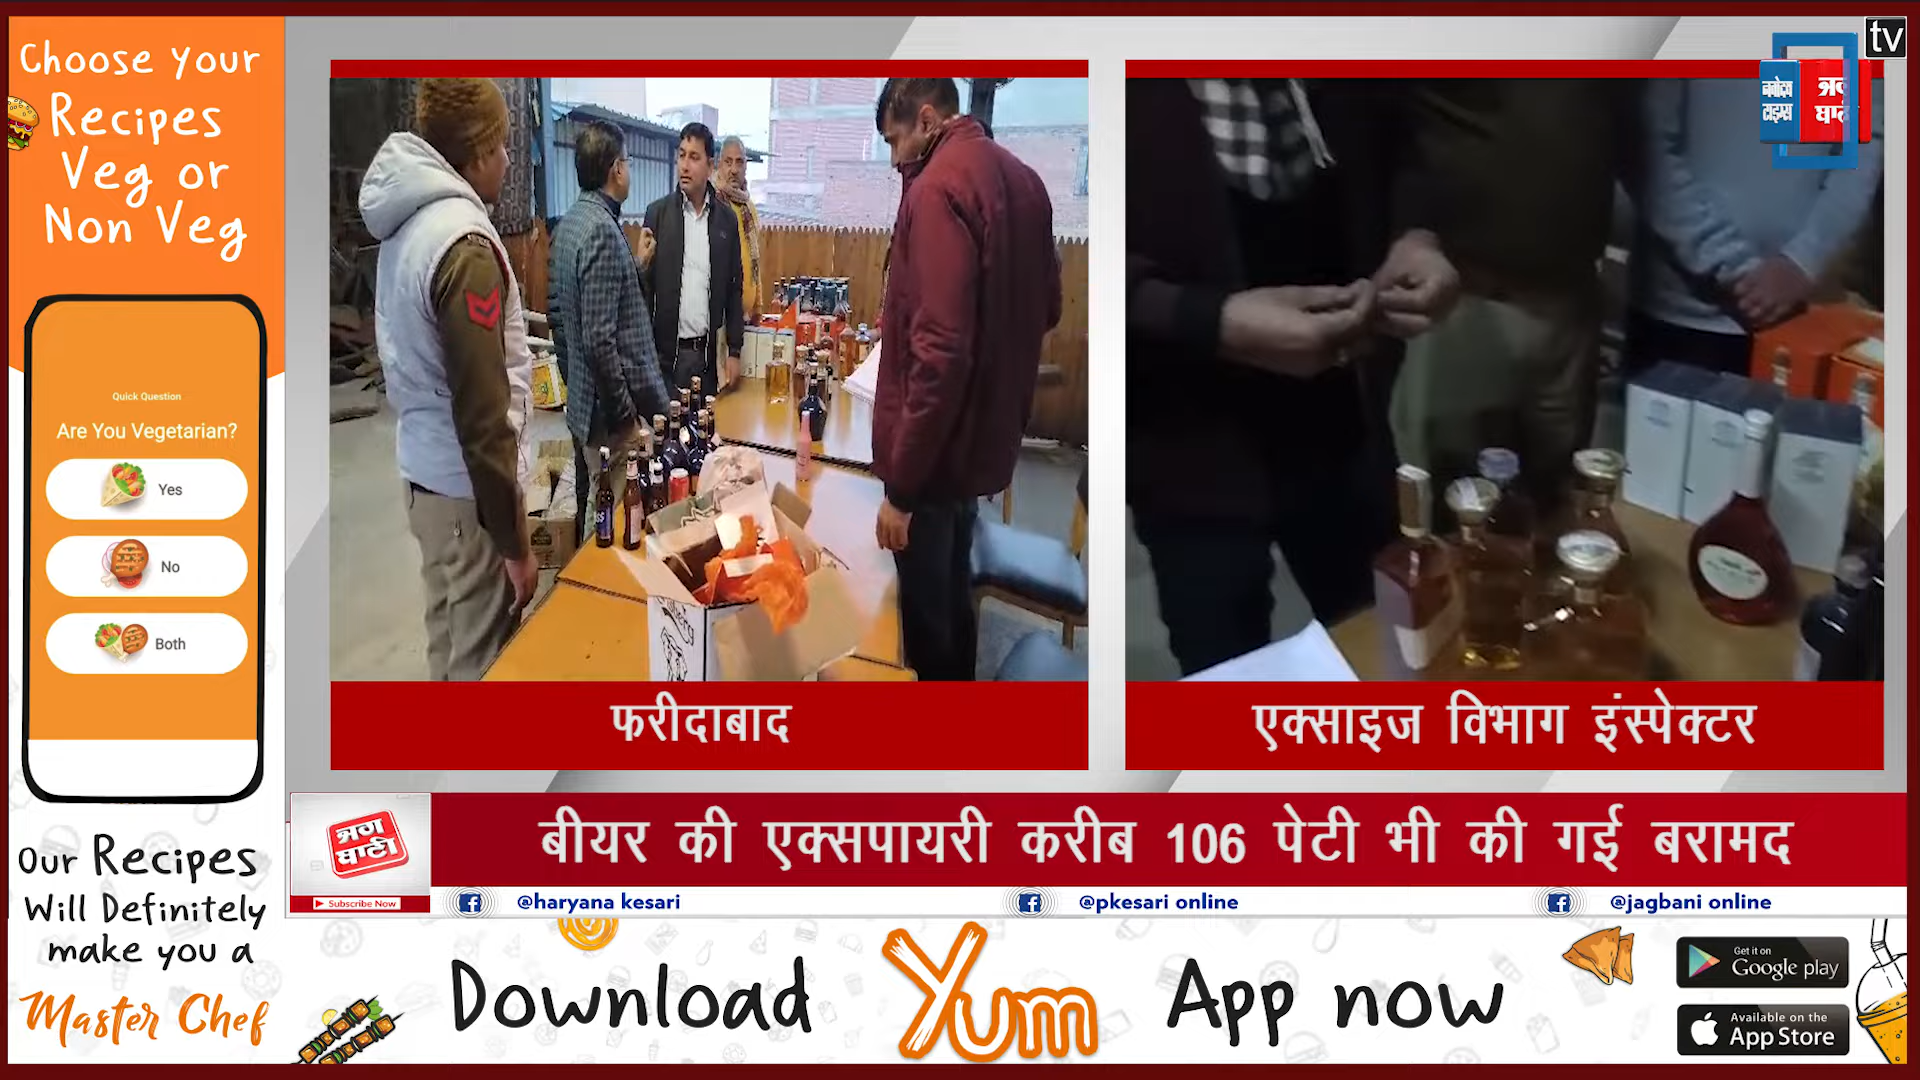 Choose Your
Recipes
Veg or
Non Veg
Quick Question
Are You Vegetarian?
Yes
No
Both
Our Recipes
Will Definitely
make you a
Master Chef
tv
फरीदाबाद
एक्साइज विभाग इंस्पेक्टर
बीयर की एक्सपायरी करीब 106 पेटी भी की गई बरामद
Subscribe Now
@haryana kesari
@pkesari online
@jagbani online
Download Yum App now
Get it on
Google play
Available on the
App Store